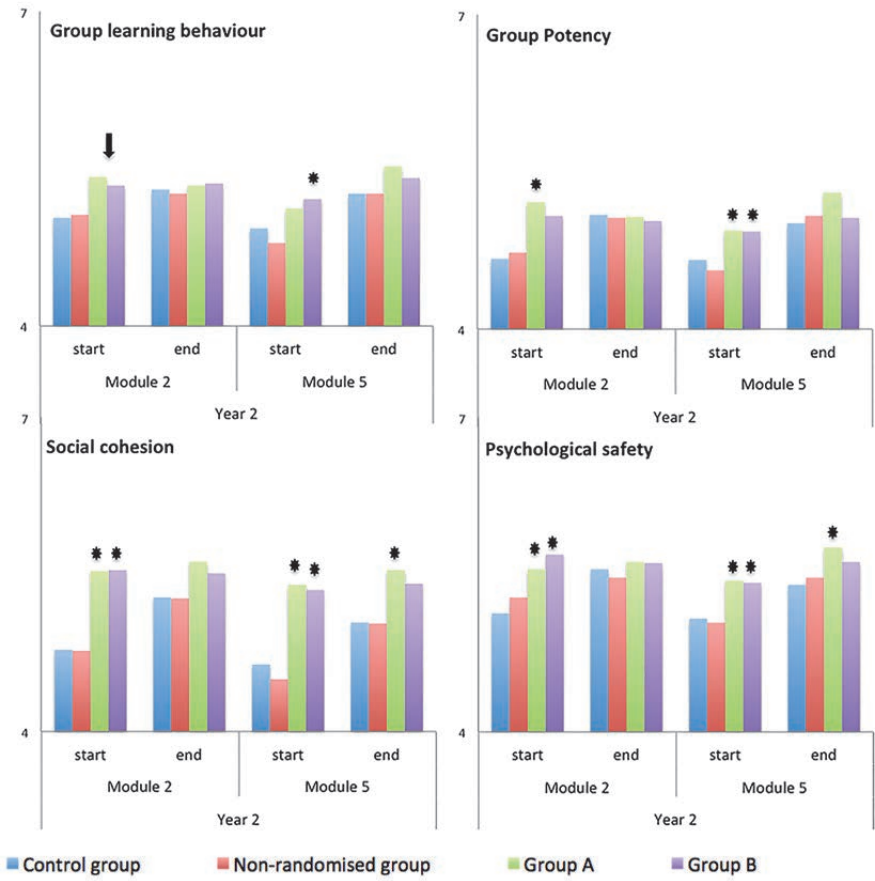 7
Group learning behaviour
4
start end start end
Module 2 Module 5
Year 2
7
Group Potency
4
start end start end
Module 2 Module 5
Year 2
7
Social cohesion
4
start end start end
Module 2 Module 5
Year 2
7
Psychological safety
4
start end start end
Module 2 Module 5
Year 2
Control group Non-randomised group Group A Group B